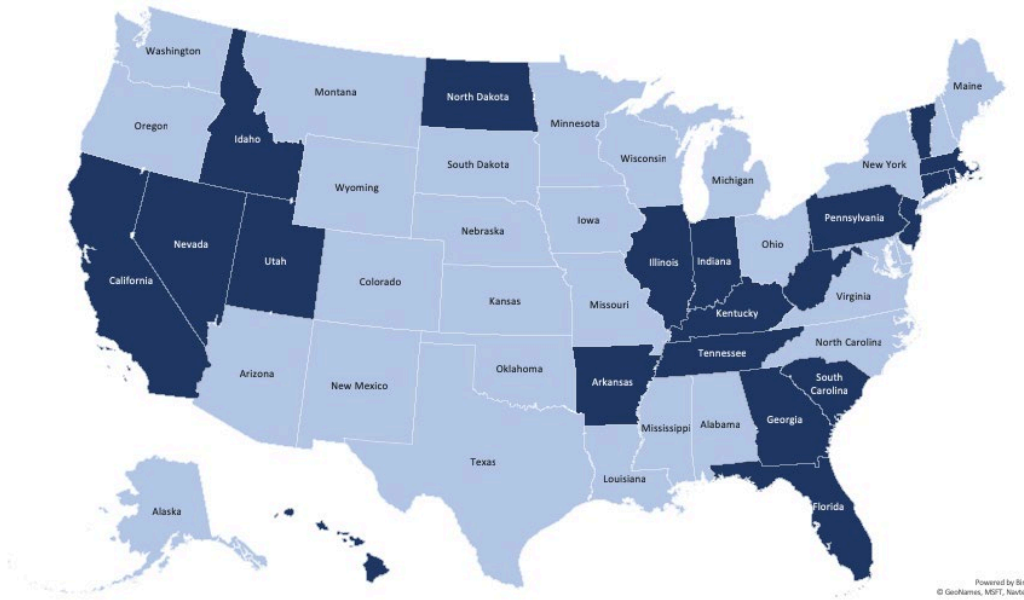 Washington
Montana
North Dakota
Minnesota
Maine
Oregon
Idaho
South Dakota
Wisconsin
Michigan
New York
Wyoming
Nebraska
Iowa
Pennsylvania
Nevada
Utah
Illinois
Indiana
Ohio
California
Colorado
Kansas
Missouri
Kentucky
Virginia
Tennessee
North Carolina
Arizona
New Mexico
Oklahoma
Arkansas
South
Carolina
Mississippi
Alabama
Georgia
Texas
Louisiana
Florida
Alaska
Powered by Bin
© GeoNames, MSFT, Navte